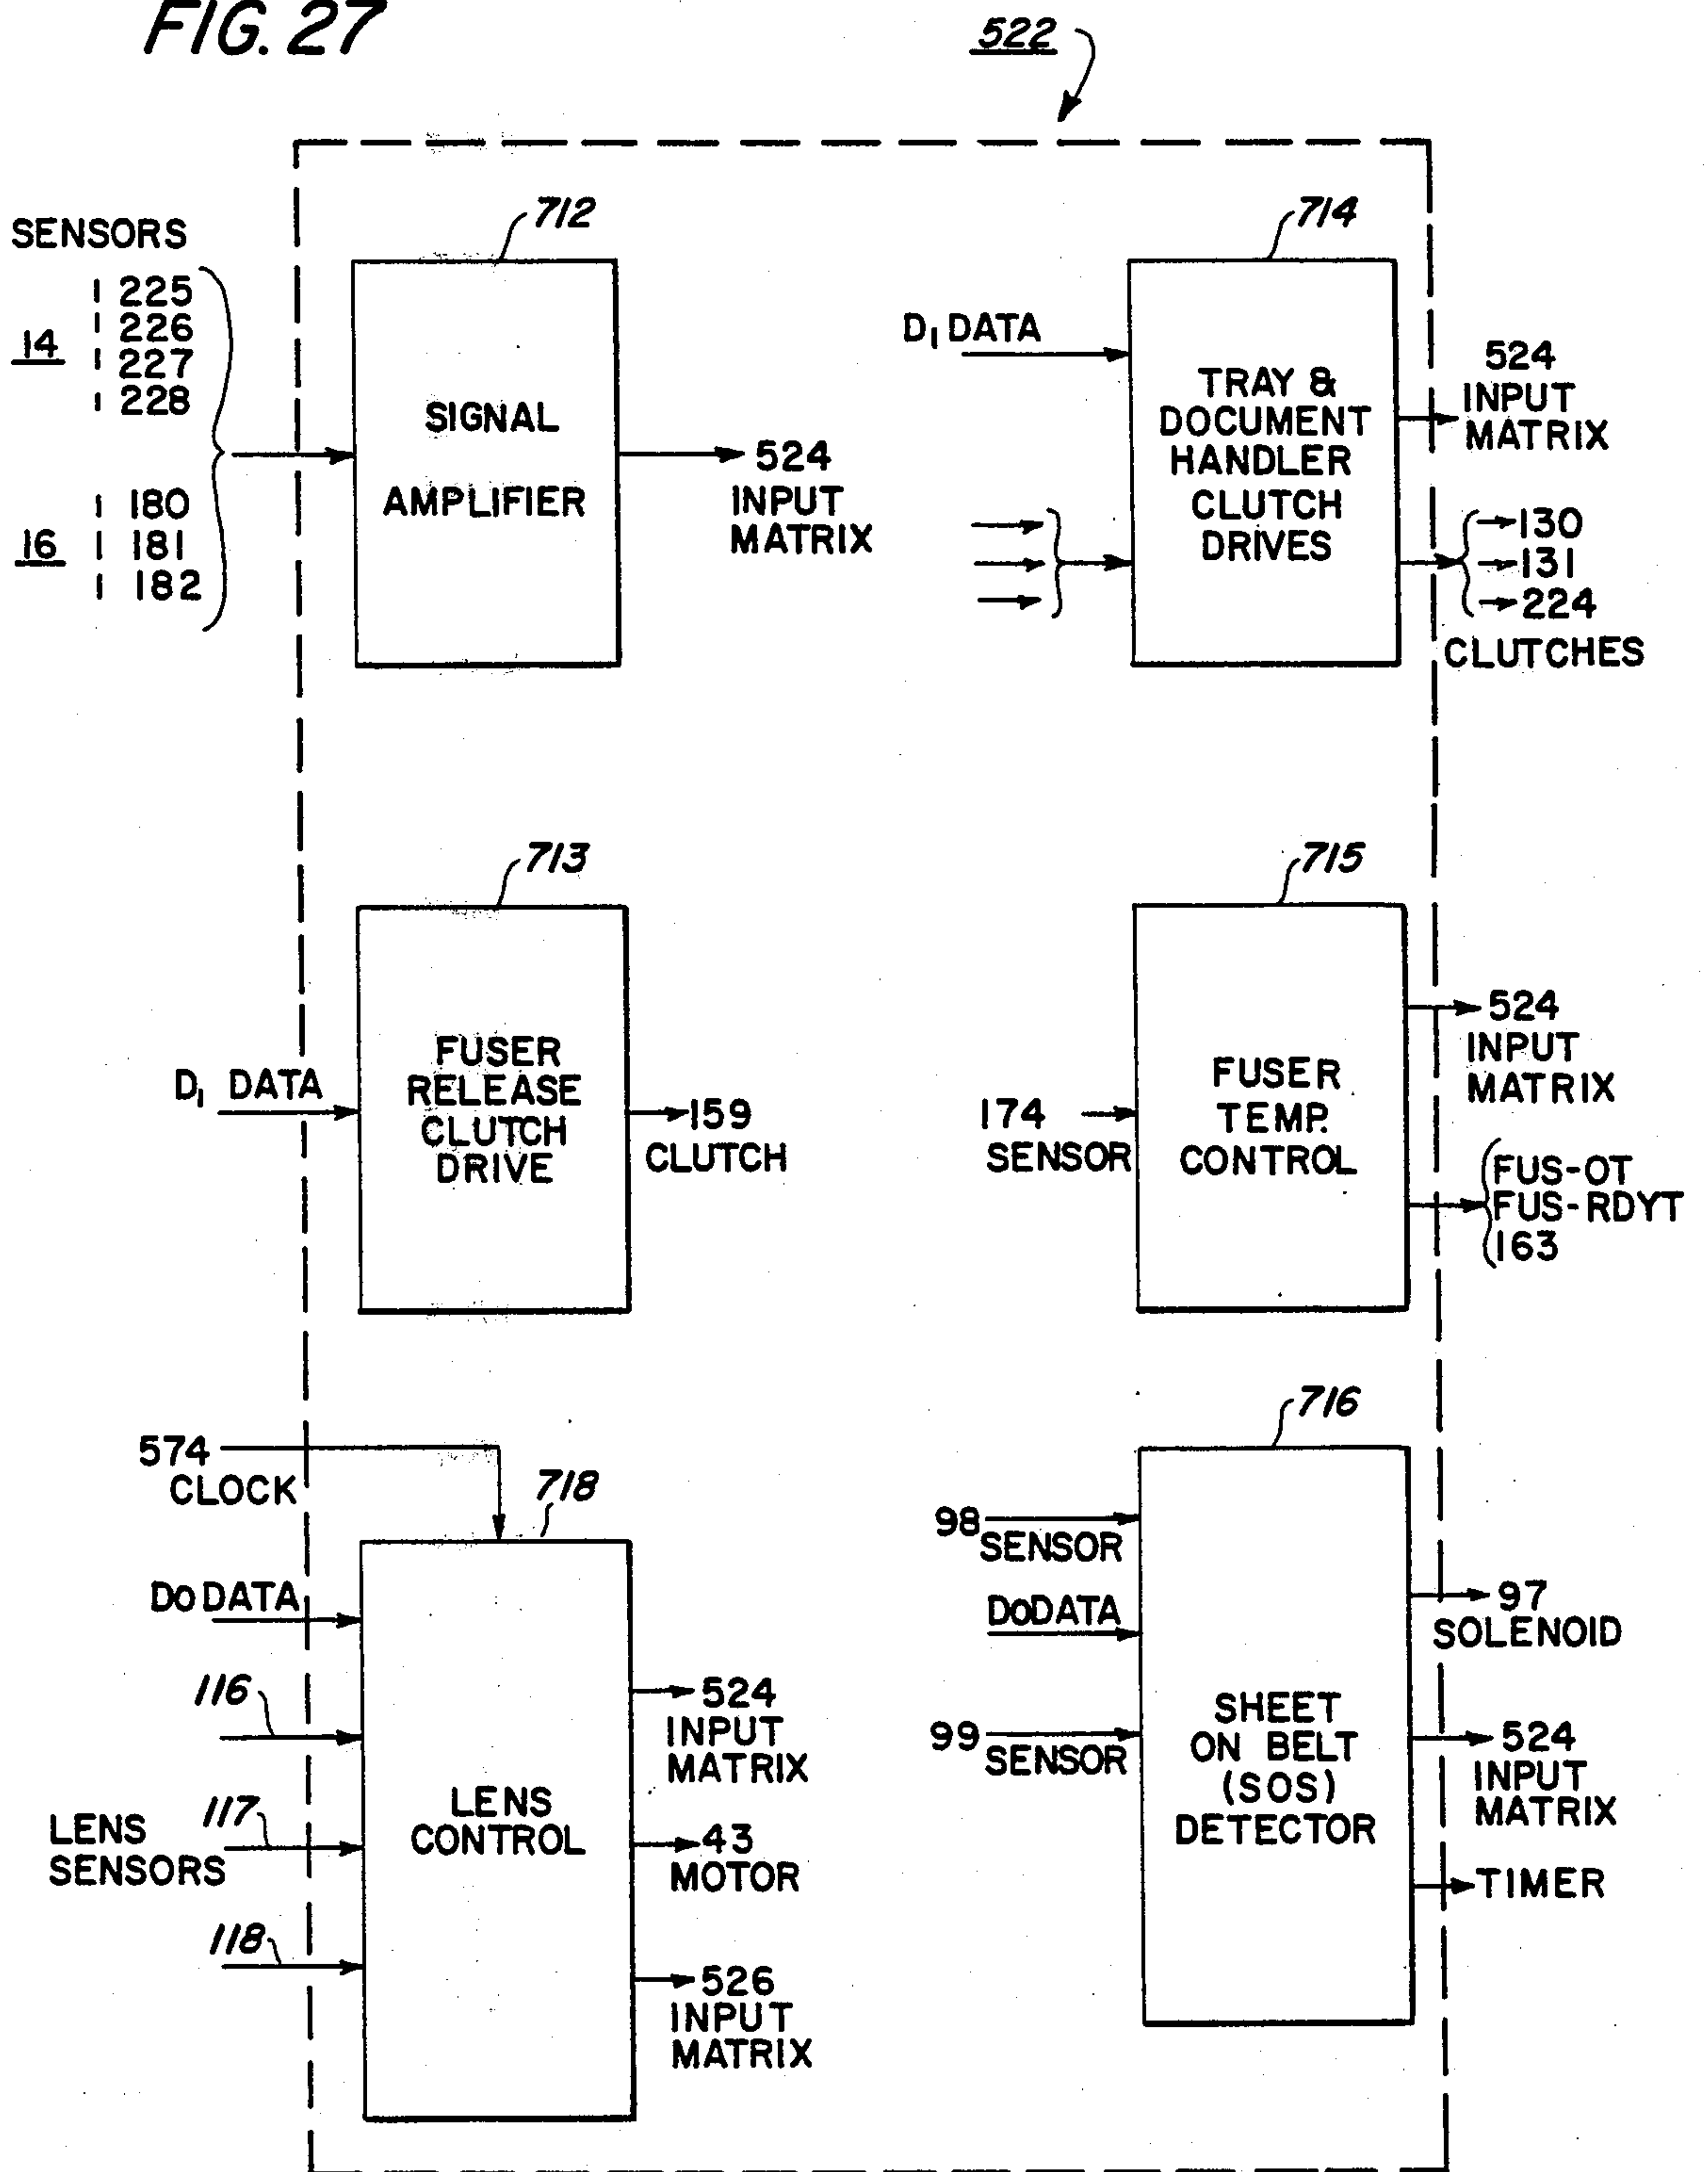 FIG. 27
522
SENSORS
14
225
226
227
228
16
180
181
182
712
SIGNAL
AMPLIFIER
524
INPUT
MATRIX
714
D1 DATA
TRAY &
DOCUMENT
HANDLER
CLUTCH
DRIVES
524
INPUT
MATRIX
130
131
224
CLUTCHES
713
D1 DATA
FUSER
RELEASE
CLUTCH
DRIVE
159
CLUTCH
715
174
SENSOR
FUSER
TEMP.
CONTROL
524
INPUT
MATRIX
FUS-OT
FUS-RDYT
163
574
CLOCK
718
DO DATA
116
LENS
SENSORS
117
118
LENS
CONTROL
524
INPUT
MATRIX
43
MOTOR
526
INPUT
MATRIX
716
98
SENSOR
DO DATA
99
SENSOR
SHEET
ON BELT
(SOS)
DETECTOR
97
SOLENOID
524
INPUT
MATRIX
TIMER